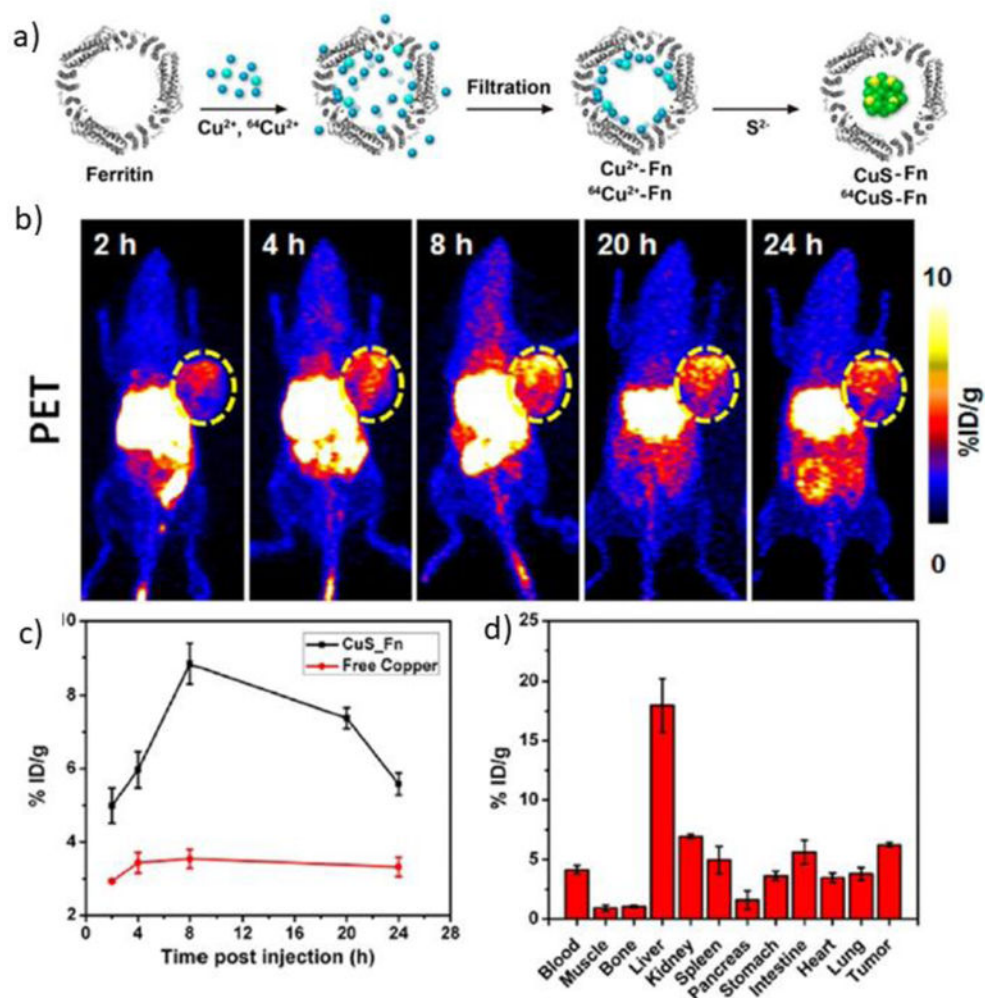 a)
Ferritin
Cu²⁺, ⁶⁴Cu²⁺
Filtration
Cu²⁺-Fn
⁶⁴Cu²⁺-Fn
S²⁻
CuS-Fn
⁶⁴CuS-Fn
b)
PET
2 h
4 h
8 h
20 h
24 h
10
%ID/g
0
c)
10
8
6
4
2
% ID/g
CuS_Fn
Free Copper
0 4 8 12 16 20 24 28
Time post injection (h)
d)
25
20
15
10
5
0
% ID/g
Blood
Muscle
Bone
Liver
Kidney
Spleen
Pancreas
Stomach
Intestine
Heart
Lung
Tumor